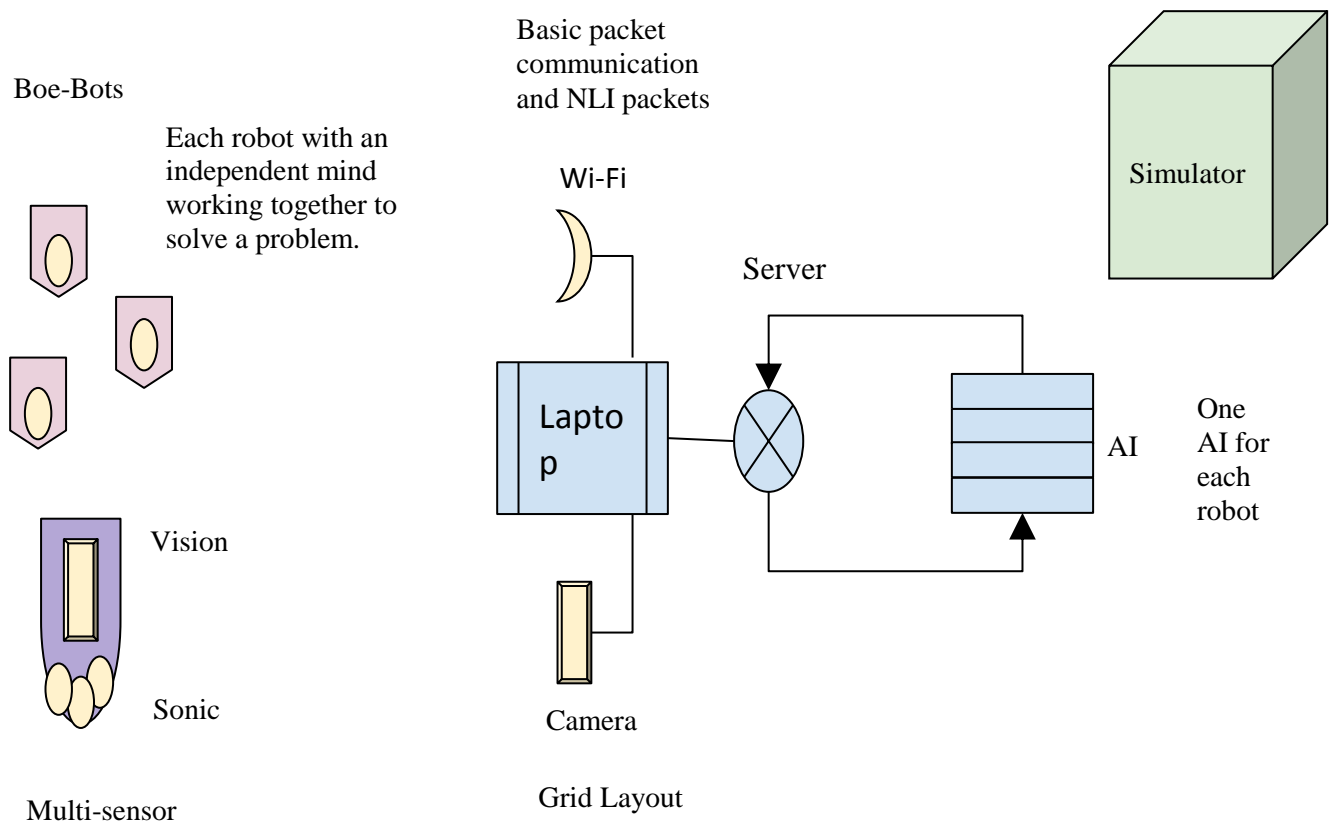 Boe-Bots
Each robot with an
independent mind
working together to
solve a problem.
Basic packet
communication
and NLI packets
Wi-Fi
Simulator
Server
Lapto
p
AI
One
AI for
each
robot
Vision
Sonic
Camera
Multi-sensor
Grid Layout